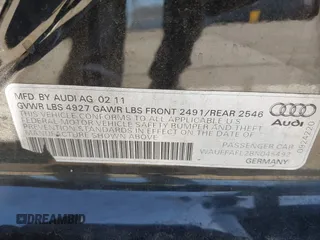 MFD BY AUDI AG 02 11
GVWR LBS 4927 GAWR LBS FRONT 2491/REAR 2546
THIS VEHICLE CONFORMS TO ALL APPLICABLE
FEDERAL MOTOR VEHICLE SAFETY BUMPER AND THEFT
PREVENTION STANDARDS IN EFFECT ON THE DATE OF
MANUFACTURE SHOWN ABOVE
PASSENGER CAR
GERMANY
Audi
DREAMBID